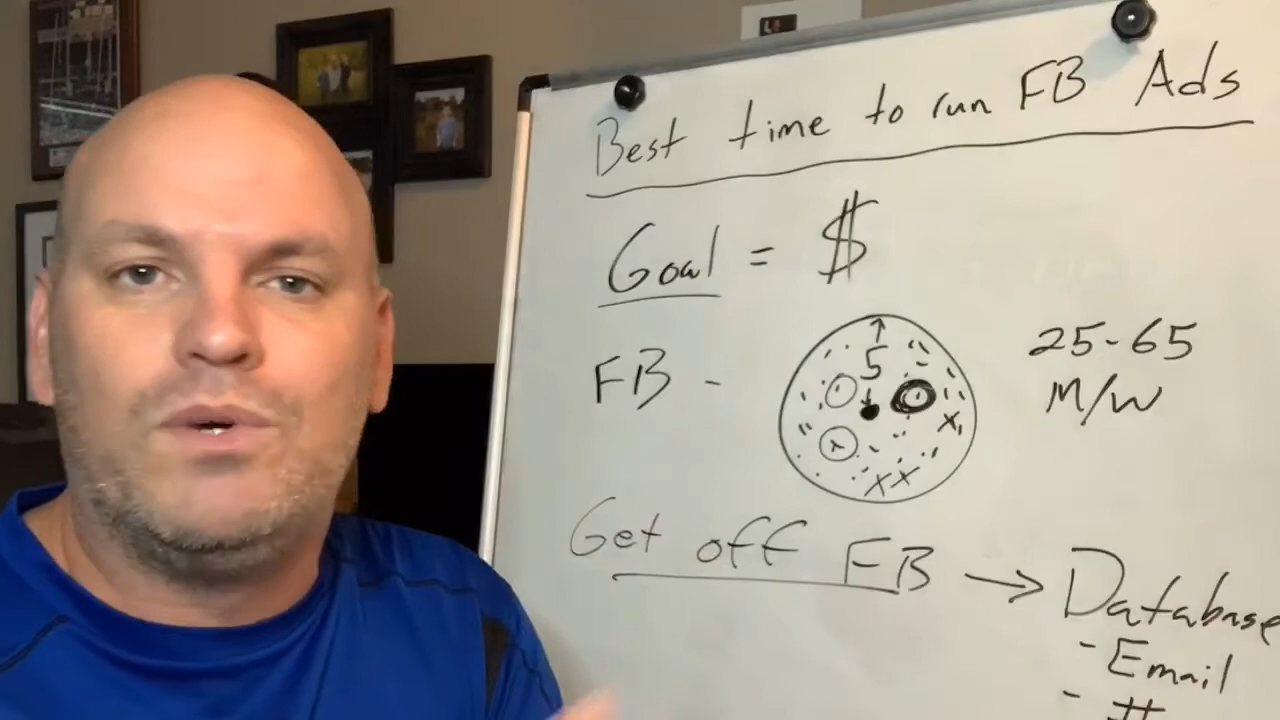 Best time to run FB Ads
Goal = $
FB -
5
25-65
M/W
x
x x x
Get off FB → Database
- Email
- #